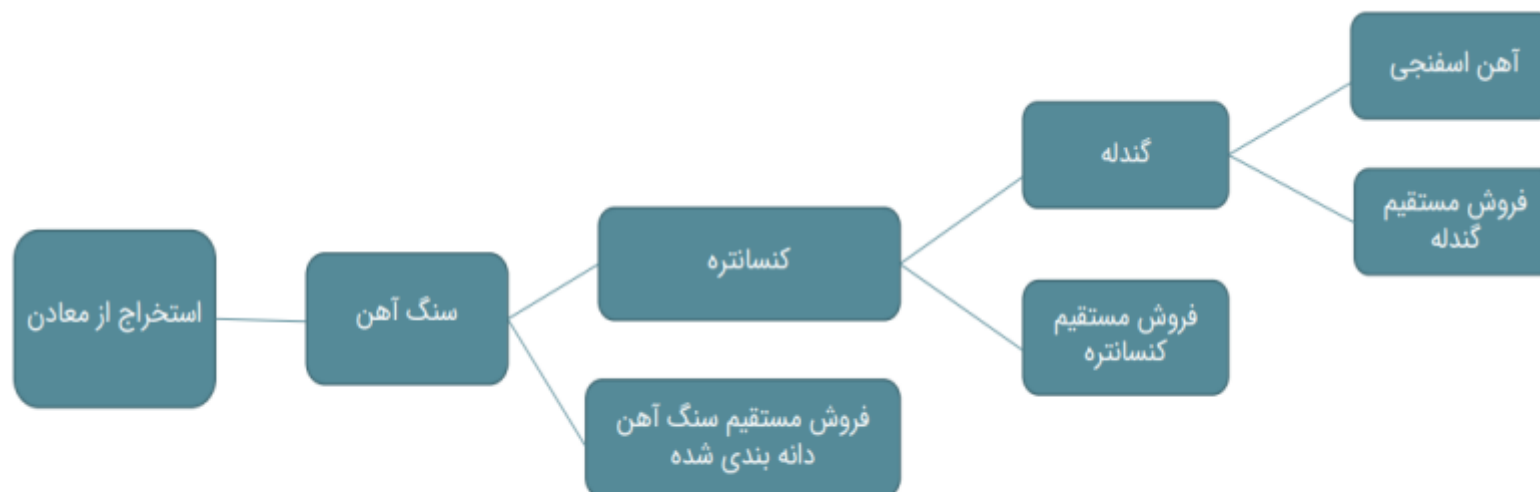 استخراج از معادن
سنگ آهن
کنسانتره
فروش مستقیم سنگ آهن
دانه بندی شده
گندله
فروش مستقیم
کنسانتره
آهن اسفنجی
فروش مستقیم
گندله